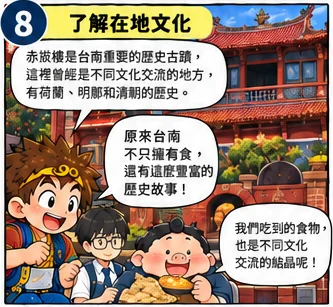 8 了解在地文化
赤崁樓是台南重要的歷史古蹟，
這裡曾經是不同文化交流的地方，
有荷蘭、明鄭和清朝的歷史。
原來台南
不只擁有食，
還有這麼豐富的
歷史故事！
我們吃到的食物，
也是不同文化
交流的結晶呢！